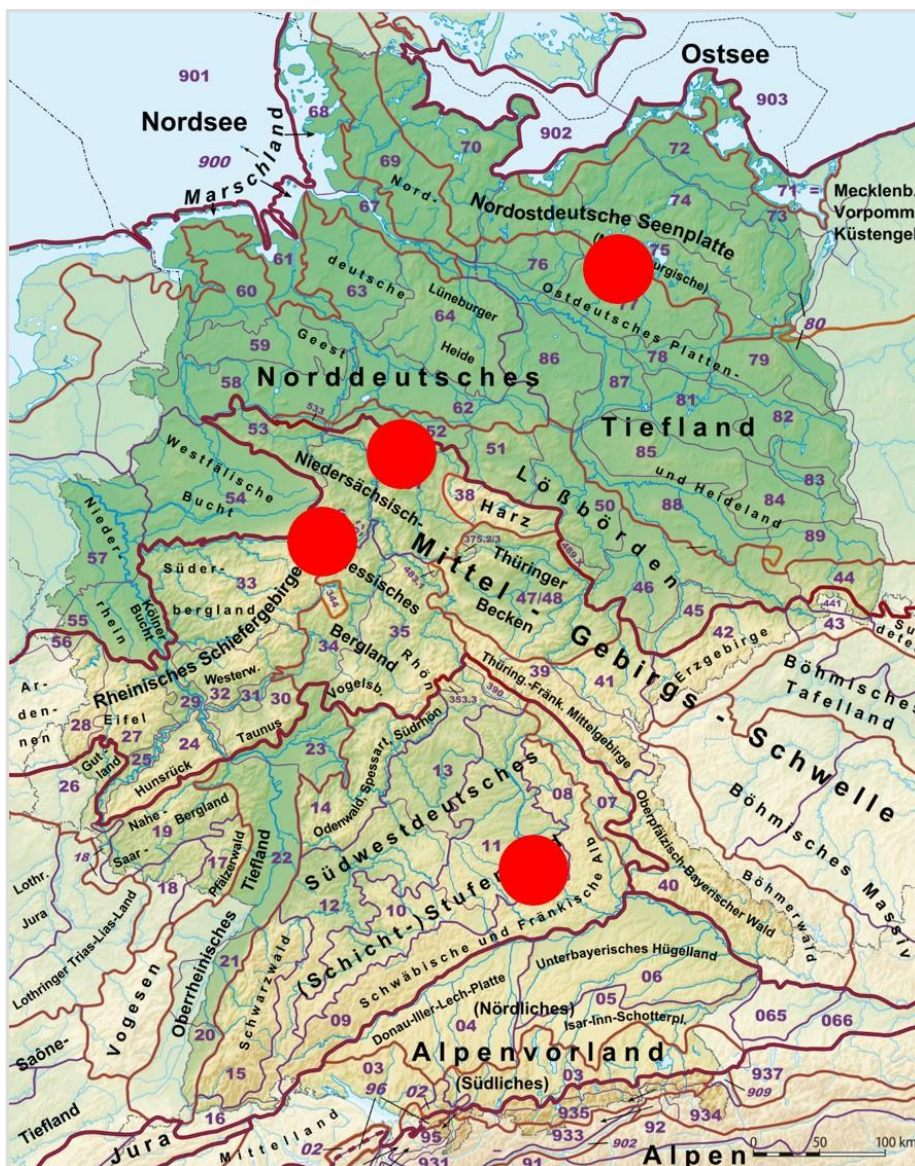 Ostsee
901
903
Nordsee
68
902
900
Marschland
70
72
69
Nord-
71 =
Mecklenb.
Vorpomm
Küstengel
67
74
73
Nordostdeutsche Seenplatte
61
75
76
urgische)
deutsche
60
63
Lüneburger
64
Ostdeutsches Platten-
80
59
Geest
Heide
86
78
79
58
Norddeutsches
87
81
62
533
53
52
51
Tiefland
82
Westfälische
Bucht
54
Niedersächsisch-
85
und Heideland
83
Lößbörden
38
Harz
50
88
84
Nieder-
rhein
57
375.2/3
489.x
89
Süder-
bergland
33
Hessisches
Bergland
Mittel-
Gebirgs-
Schwelle
Thüringer
Becken
47/48
46
44
45
441
43
55
Kölner
Bucht
344
483.2
42
Erzgebirge
56
34
35
Rheinisches Schiefergebirge
Rhön
39
41
Böhmisches
Tafelland
Ar-
den-
nen
Westerw.
Vogelsb.
Thüring.-Fränk. Mittelgebirge
29
32
31
30
390
353.3
28
Eifel
27
Taunus
24
25
Gut-
land
23
Hunsrück
26
Odenwald,Spessart,Südrhön
13
08
07
14
Nahe-
Bergland
19
Saar-
Oberpfälzisch-Bayerischer Wald
18
17
Pfälzerwald
22
11
Südwestdeutsches
Böhmisches Massiv
Lothr.
Jura
18
40
Böhmerwald
12
10
(Schicht-)Stufen
Lothringer Trias-Lias-Land
Schwäbische und Fränkische Alb
Oberrheinisches
Tiefland
21
Unterbayerisches Hügelland
Vogesen
Schwarzwald
06
Donau-Iller-Lech-Platte
(Nördliches)
05
09
04
Isar-Inn-Schotterpl.
065
066
Saône-
20
Alpenvorland
15
03
(Südliches)
03
937
96
02
909
Tiefland
16
935
934
Jura
Mittelland
02
95
933
902
92
931
91
Alpen
0
50
100 km